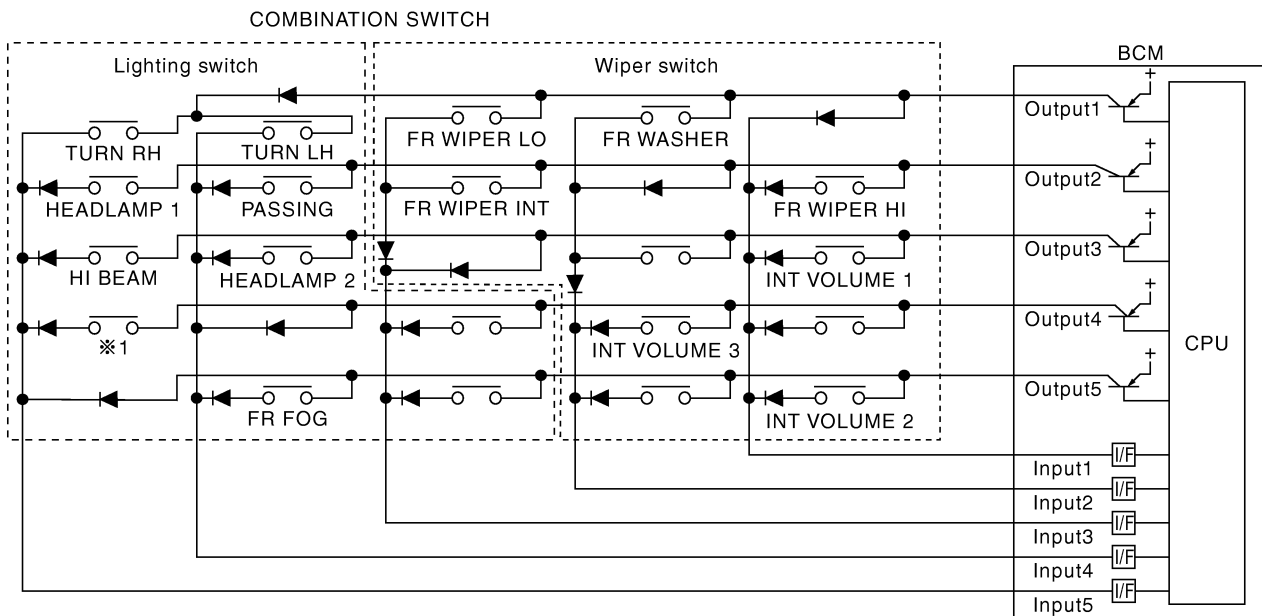 COMBINATION SWITCH
BCM
Lighting switch
Wiper switch
+
Output1
TURN RH
TURN LH
FR WIPER LO
FR WASHER
+
Output2
HEADLAMP 1
PASSING
FR WIPER INT
FR WIPER HI
+
Output3
HI BEAM
HEADLAMP 2
INT VOLUME 1
+
Output4
※1
INT VOLUME 3
CPU
+
Output5
FR FOG
INT VOLUME 2
I/F
Input1
I/F
Input2
I/F
Input3
I/F
Input4
I/F
Input5